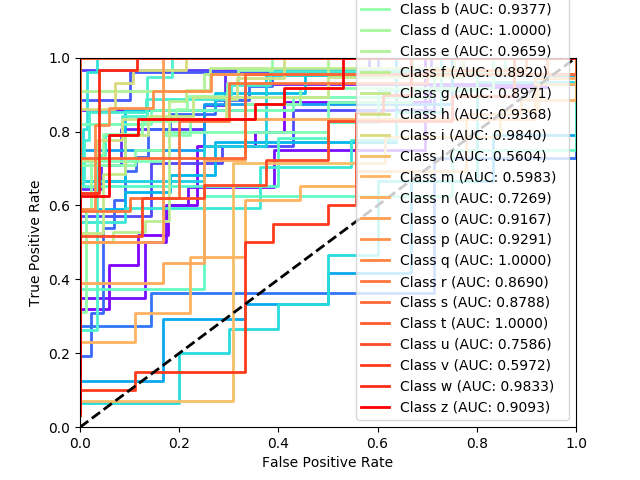 Class b (AUC: 0.9377)
Class d (AUC: 1.0000)
Class e (AUC: 0.9659)
Class f (AUC: 0.8920)
Class g (AUC: 0.8971)
Class h (AUC: 0.9368)
Class i (AUC: 0.9840)
Class l (AUC: 0.5604)
Class m (AUC: 0.5983)
Class n (AUC: 0.7269)
Class o (AUC: 0.9167)
Class p (AUC: 0.9291)
Class q (AUC: 1.0000)
Class r (AUC: 0.8690)
Class s (AUC: 0.8788)
Class t (AUC: 1.0000)
Class u (AUC: 0.7586)
Class v (AUC: 0.5972)
Class w (AUC: 0.9833)
Class z (AUC: 0.9093)
1.0
0.8
0.6
0.4
0.2
0.0
True Positive Rate
0.0 0.2 0.4 0.6 0.8 1.0
False Positive Rate